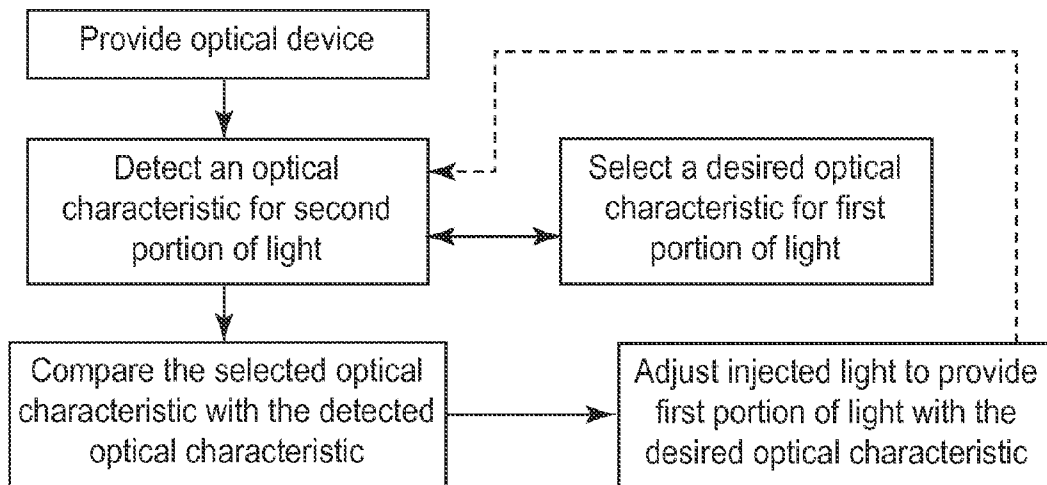 Provide optical device
Detect an optical
characteristic for second
portion of light
Select a desired optical
characteristic for first
portion of light
Compare the selected optical
characteristic with the detected
optical characteristic
Adjust injected light to provide
first portion of light with the
desired optical characteristic